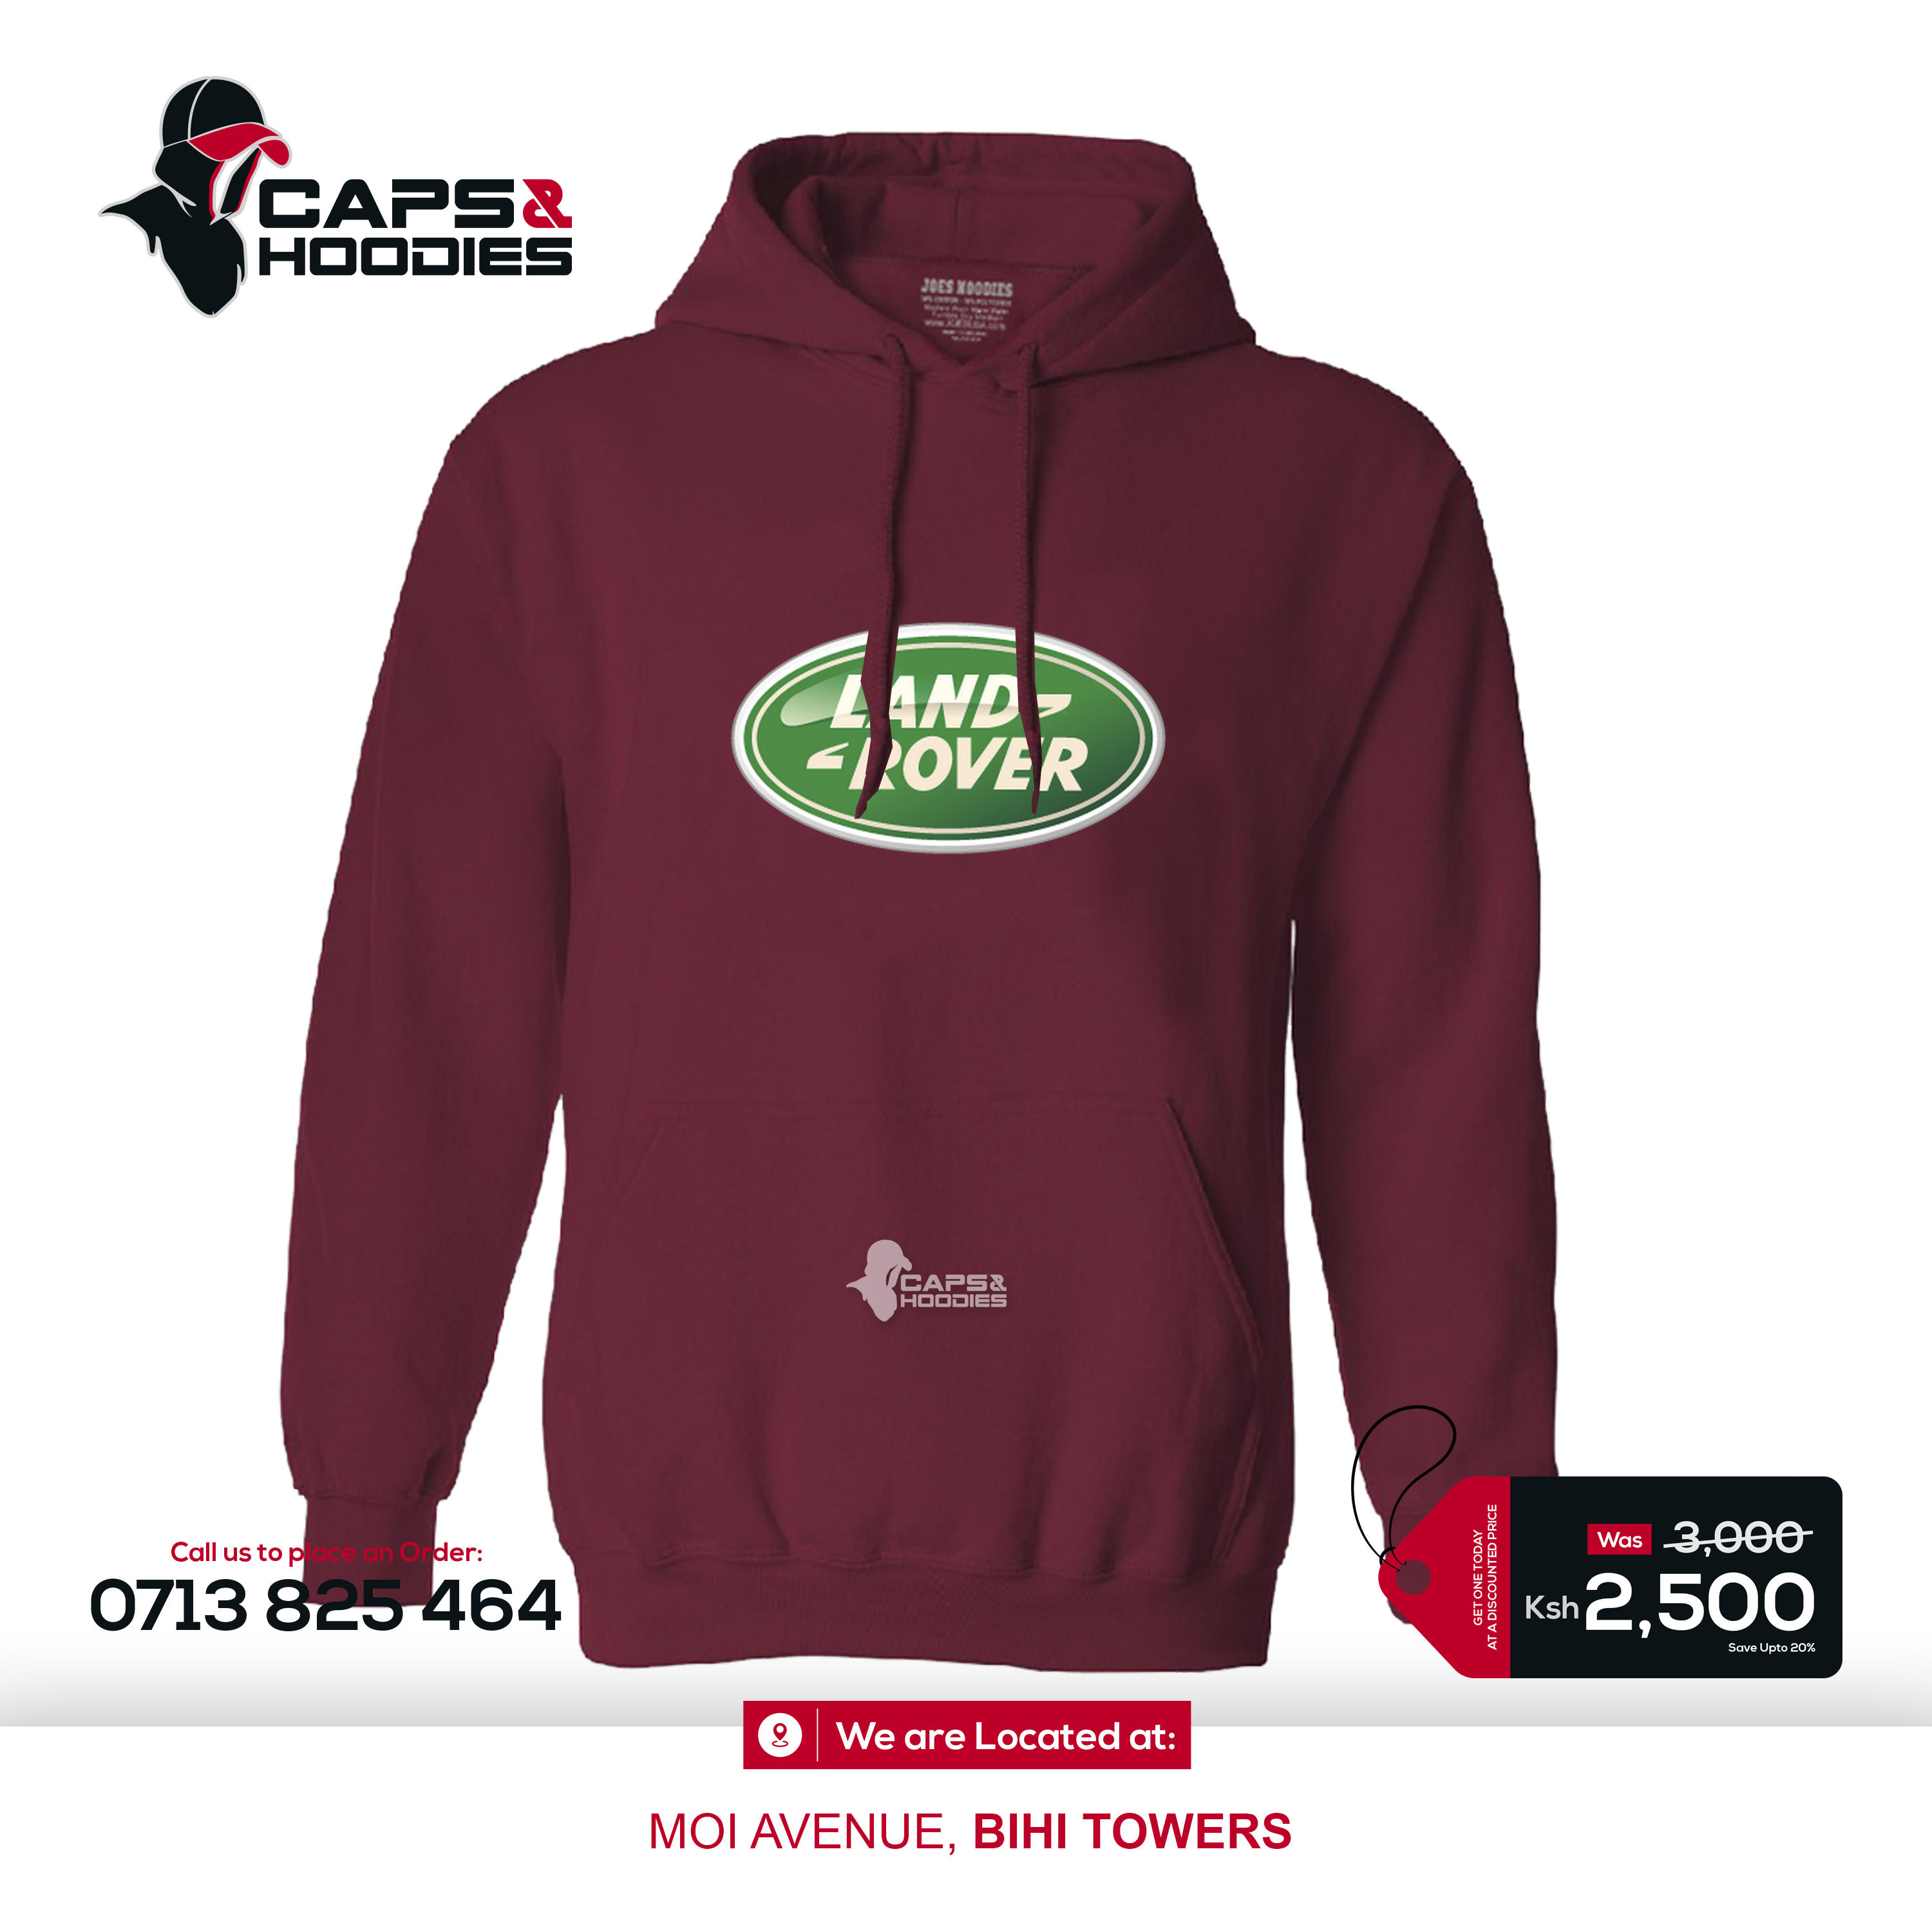 CAPS&
HOODIES
JOES HOODIES
LAND
ROVER
CAPS&
HOODIES
Call us to place an Order:
0713 825 464
GET ONE TODAY
AT A DISCOUNTED PRICE
Was 3,000
Ksh 2,500
Save Upto 20%
We are Located at:
MOI AVENUE, BIHI TOWERS